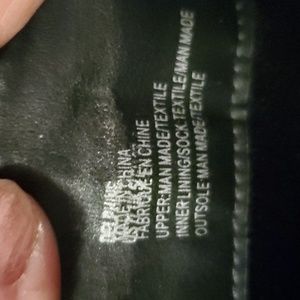 MADE IN CHINA
FABRIQUE EN CHINE
UPPER:MAN MADE/TEXTILE
INNER LINING/SOCK:TEXTILE/MAN MADE
OUTSOLE MAN MADE/TEXTILE